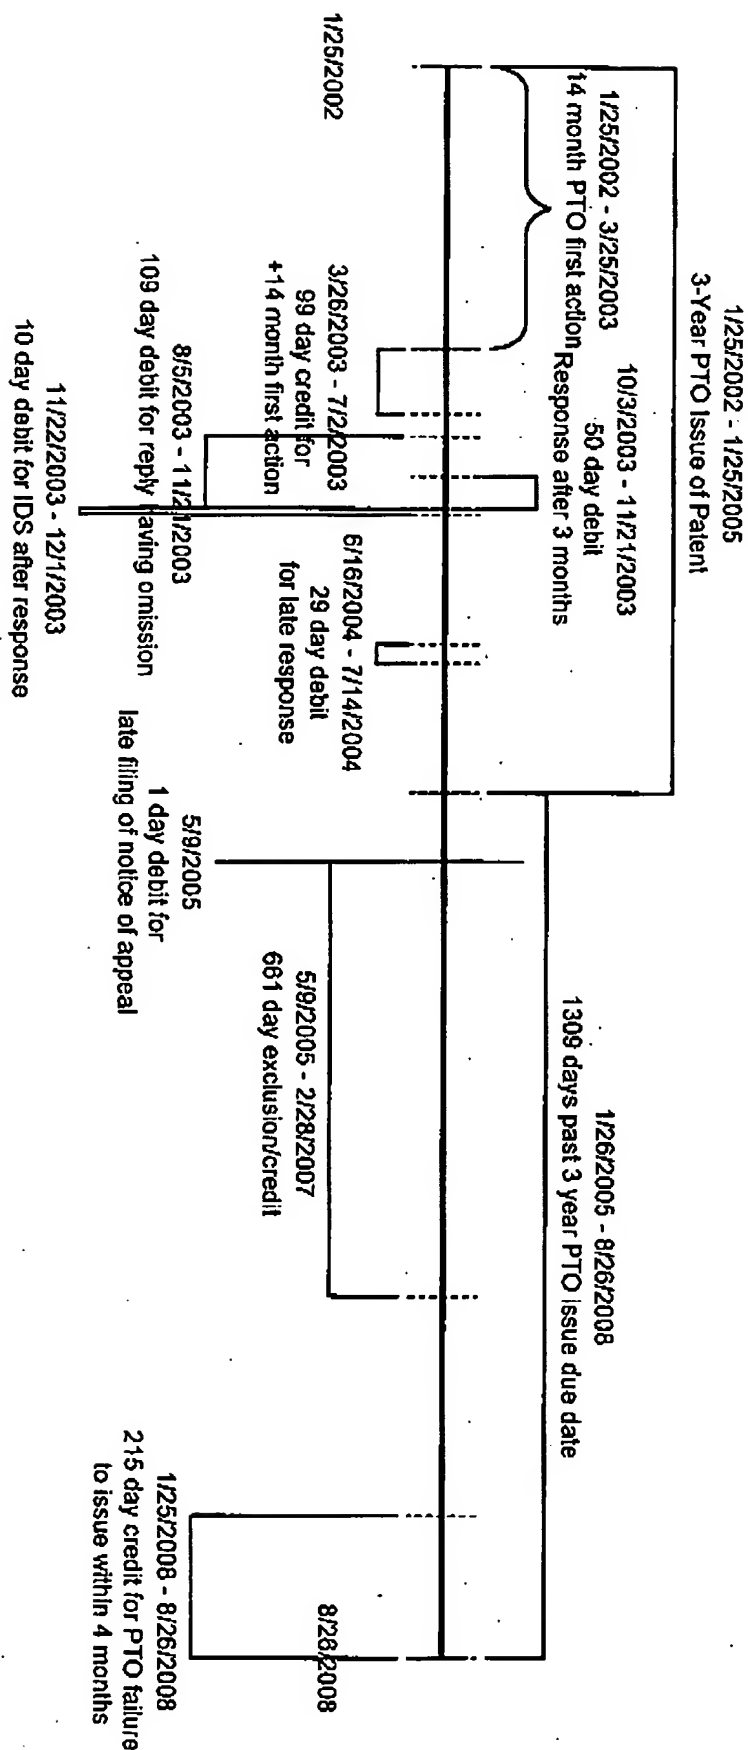 1/25/2002 - 1/25/2005
3-Year PTO Issue of Patent
1/25/2002 - 3/25/2003
14 month PTO first action
10/3/2003 - 11/21/2003
50 day debit
Response after 3 months
1/26/2005 - 8/26/2008
1309 days past 3 year PTO issue due date
1/25/2002
3/26/2003 - 7/2/2003
99 day credit for
+14 month first action
8/5/2003 - 11/21/2003
109 day debit for reply having omission
11/22/2003 - 12/1/2003
10 day debit for IDS after response
6/16/2004 - 7/14/2004
29 day debit
for late response
5/9/2005
1 day debit for
late filing of notice of appeal
5/9/2005 - 2/28/2007
661 day exclusion/credit
8/26/2008
1/25/2008 - 8/26/2008
215 day credit for PTO failure
to issue within 4 months